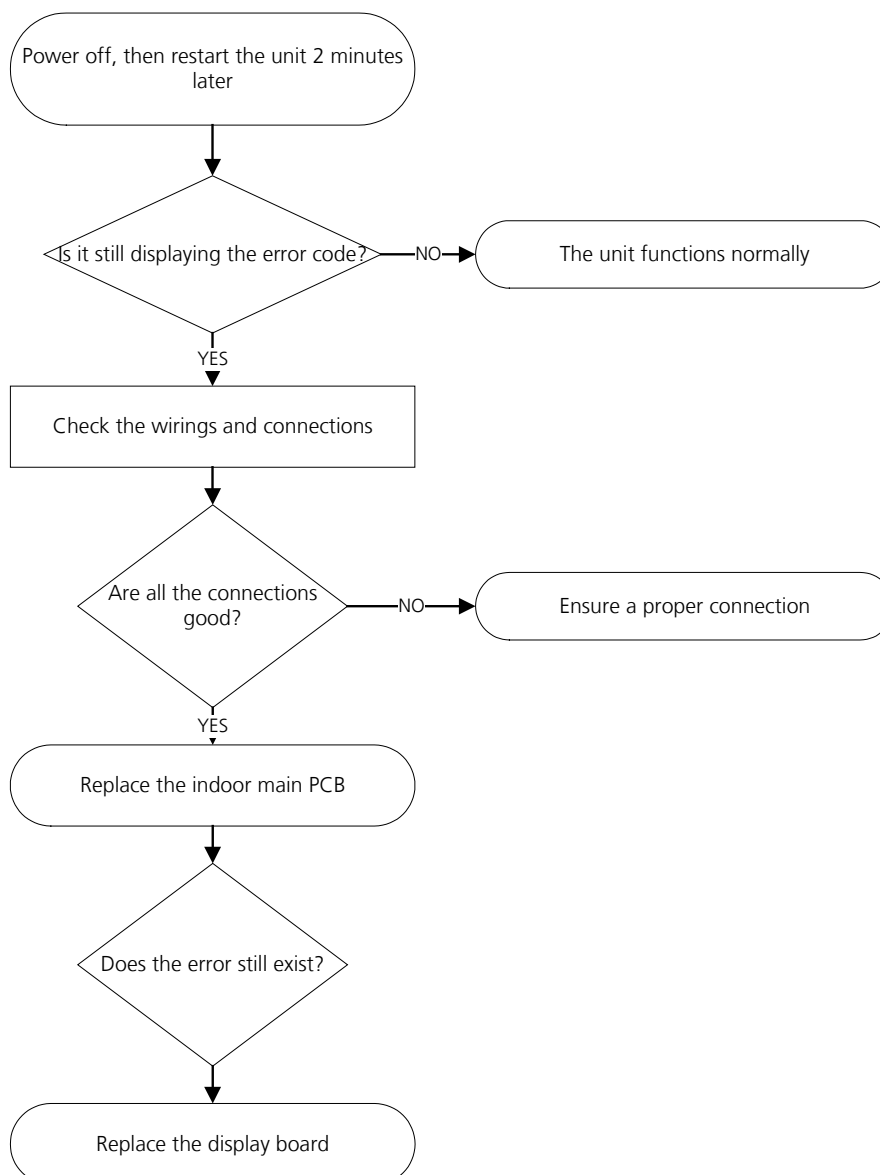 Power off, then restart the unit 2 minutes
later
Is it still displaying the error code?
NO
The unit functions normally
YES
Check the wirings and connections
Are all the connections
good?
NO
Ensure a proper connection
YES
Replace the indoor main PCB
Does the error still exist?
Replace the display board